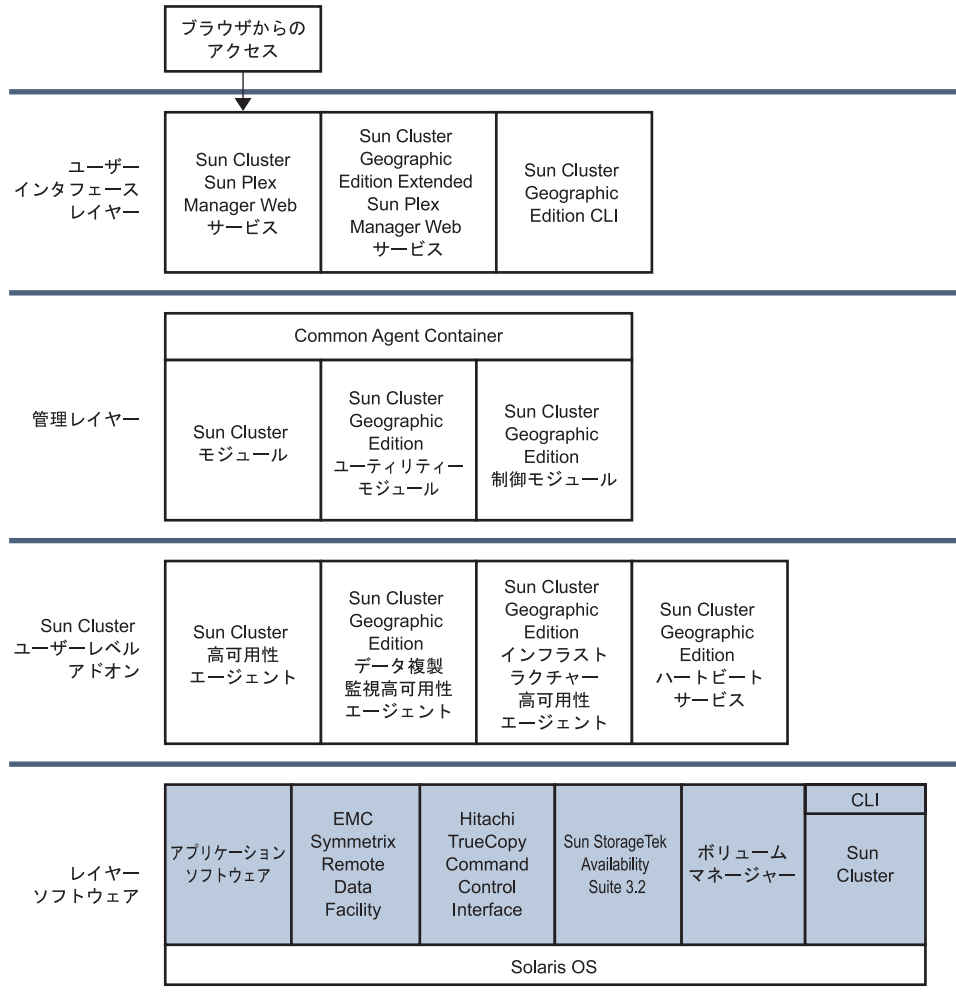 ブラウザからの
アクセス
ユーザー
インタフェース
レイヤー
Sun Cluster
Sun Plex
Manager Web
サービス
Sun Cluster
Geographic
Edition Extended
Sun Plex
Manager Web
サービス
Sun Cluster
Geographic
Edition CLI
Common Agent Container
管理レイヤー
Sun Cluster
モジュール
Sun Cluster
Geographic
Edition
ユーティリティー
モジュール
Sun Cluster
Geographic
Edition
制御モジュール
Sun Cluster
ユーザーレベル
アドオン
Sun Cluster
高可用性
エージェント
Sun Cluster
Geographic
Edition
データ複製
監視高可用性
エージェント
Sun Cluster
Geographic
Edition
インフラスト
ラクチャー
高可用性
エージェント
Sun Cluster
Geographic
Edition
ハートビート
サービス
レイヤー
ソフトウェア
アプリケーション
ソフトウェア
EMC
Symmetrix
Remote
Data
Facility
Hitachi
TrueCopy
Command
Control
Interface
Sun StorageTek
Availability
Suite 3.2
ボリューム
マネージャー
CLI
Sun
Cluster
Solaris OS